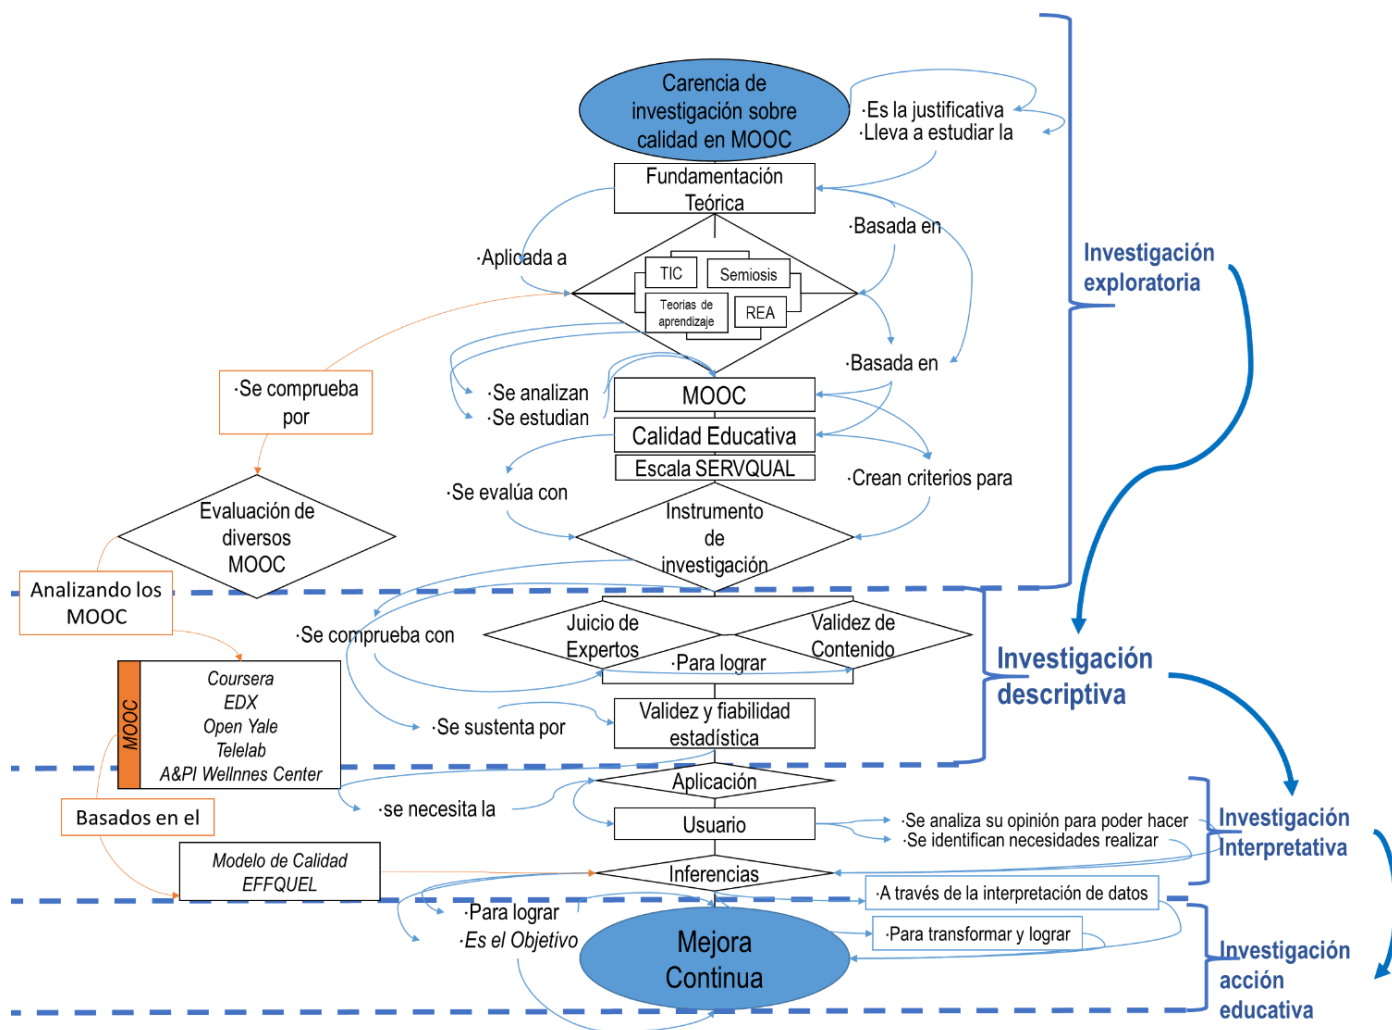 Carencia de
investigación sobre
calidad en MOOC
·Es la justificativa
·Lleva a estudiar la
Fundamentación
Teórica
·Basada en
·Aplicada a
TIC
Semiosis
Teorias de
aprendizaje
REA
Investigación
exploratoria
·Se comprueba
por
·Basada en
·Se analizan
·Se estudian
MOOC
Calidad Educativa
Escala SERVQUAL
·Se evalúa con
·Crean criterios para
Evaluación de
diversos
MOOC
Instrumento
de
investigación
Analizando los
MOOC
·Se comprueba con
Juicio de
Expertos
Validez de
Contenido
·Para lograr
Investigación
descriptiva
MOOC
Coursera
EDX
Open Yale
Telelab
A&PI Wellnnes Center
·Se sustenta por
Validez y fiabilidad
estadística
Aplicación
·se necesita la
Basados en el
Usuario
·Se analiza su opinión para poder hacer
·Se identifican necesidades realizar
Investigación
Interpretativa
Modelo de Calidad
EFFQUEL
Inferencias
·A través de la interpretación de datos
·Para lograr
·Es el Objetivo
·Para transformar y lograr
Mejora
Continua
Investigación
acción
educativa